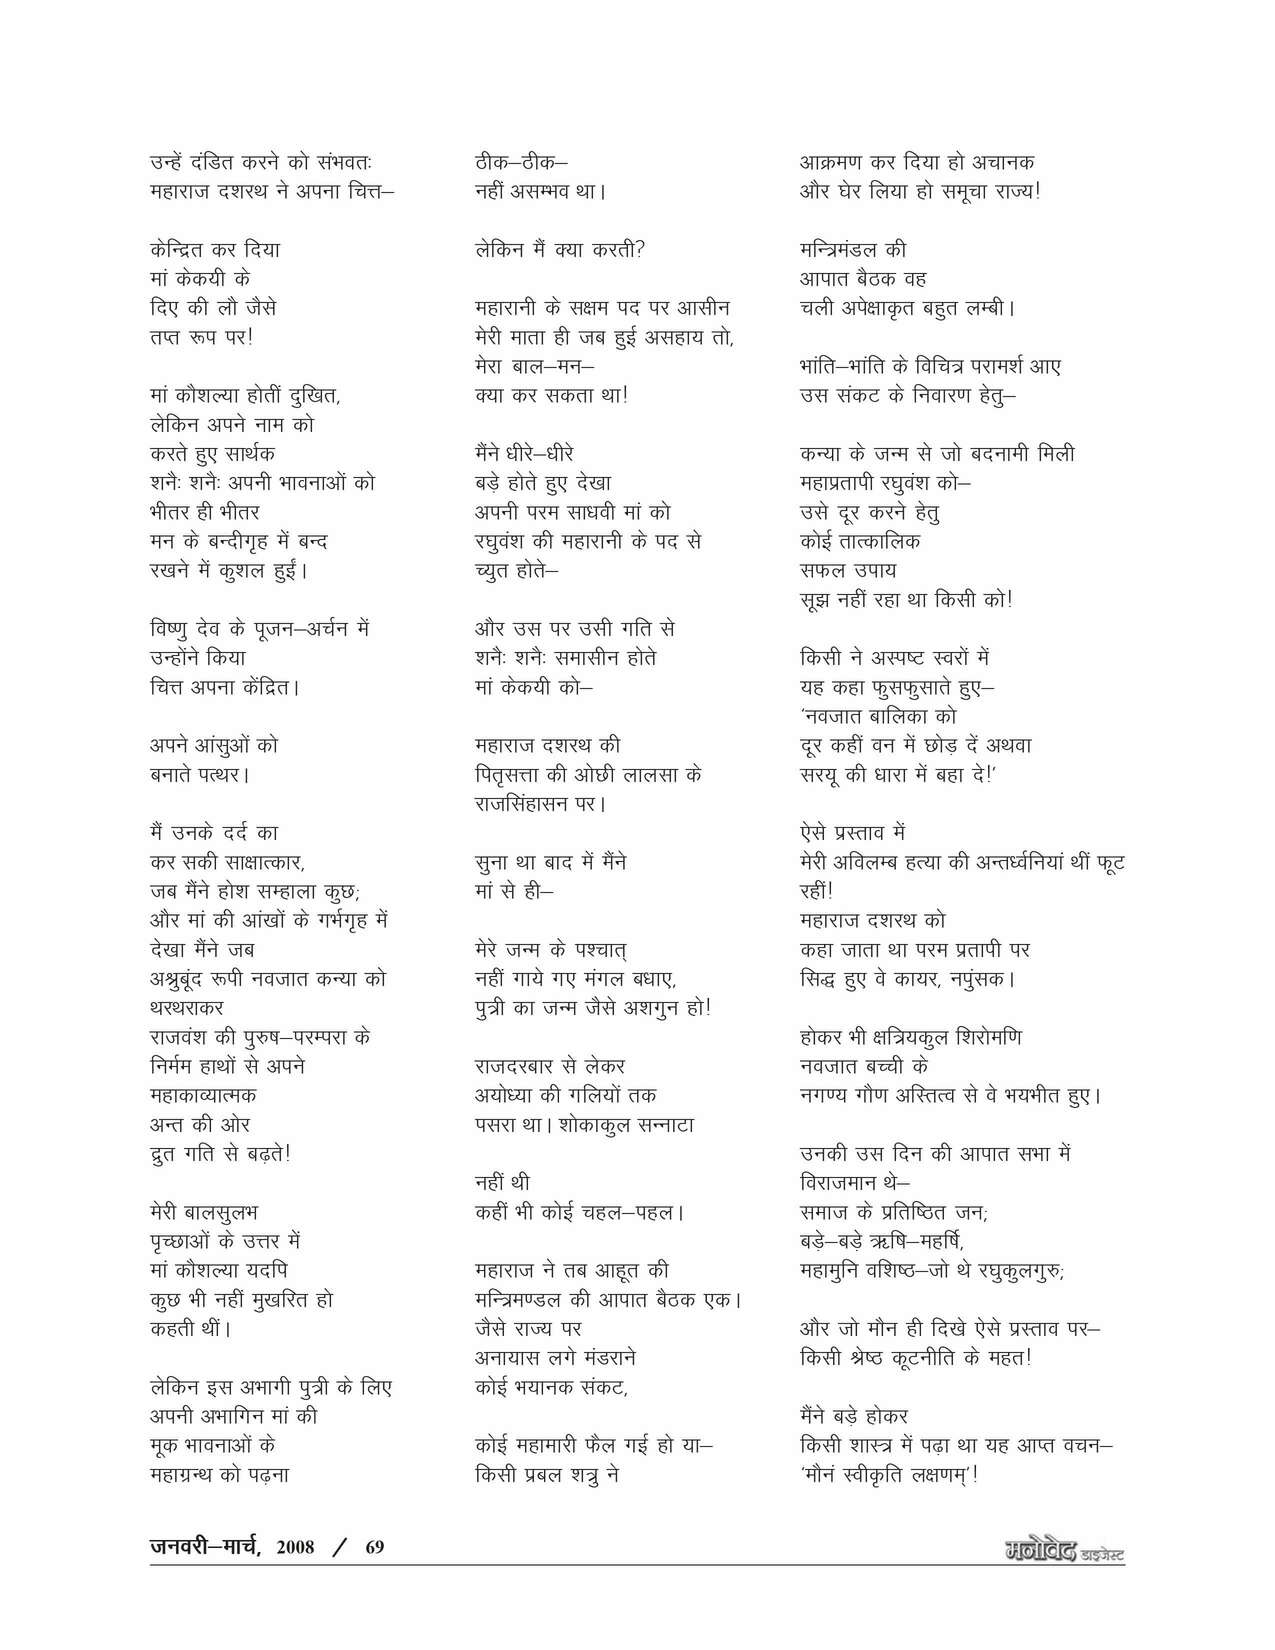 उन्हें दंडित करने को संभवतः
महाराज दशरथ ने अपना चित्त–
केन्द्रित कर दिया
मां केकयी के
दिए की लौ जैसे
तप्त रूप पर!
मां कौशल्या होतीं दुखित,
लेकिन अपने नाम को
करते हुए सार्थक
शनैः शनैः अपनी भावनाओं को
भीतर ही भीतर
मन के बन्दीगृह में बन्द
रखने में कुशल हुईं।
विष्णु देव के पूजन–अर्चन में
उन्होंने किया
चित्त अपना केंद्रित।
अपने आंसुओं को
बनाते पत्थर।
मैं उनके दर्द का
कर सकी साक्षात्कार,
जब मैंने होश सम्हाला कुछ;
और मां की आंखों के गर्भगृह में
देखा मैंने जब
अश्रुबूंद रूपी नवजात कन्या को
थरथराकर
राजवंश की पुरुष–परम्परा के
निर्मम हाथों से अपने
महाकाव्यात्मक
अन्त की ओर
द्रुत गति से बढ़ते!
मेरी बालसुलभ
पृच्छाओं के उत्तर में
मां कौशल्या यदपि
कुछ भी नहीं मुखरित हो
कहती थीं।
लेकिन इस अभागी पुत्री के लिए
अपनी अभागिन मां की
मूक भावनाओं के
महाग्रन्थ को पढ़ना
ठीक–ठीक–
नहीं असम्भव था।
लेकिन मैं क्या करती?
महारानी के सक्षम पद पर आसीन
मेरी माता ही जब हुई असहाय तो,
मेरा बाल–मन–
क्या कर सकता था!
मैंने धीरे–धीरे
बड़े होते हुए देखा
अपनी परम साधवी मां को
रघुवंश की महारानी के पद से
च्युत होते–
और उस पर उसी गति से
शनैः शनैः समासीन होते
मां केकयी को–
महाराज दशरथ की
पितृसत्ता की ओछी लालसा के
राजसिंहासन पर।
सुना था बाद में मैंने
मां से ही–
मेरे जन्म के पश्चात्
नहीं गाये गए मंगल बधाए,
पुत्री का जन्म जैसे अशगुन हो!
राजदरबार से लेकर
अयोध्या की गलियों तक
पसरा था। शोकाकुल सन्नाटा
नहीं थी
कहीं भी कोई चहल–पहल।
महाराज ने तब आहूत की
मन्त्रिमण्डल की आपात बैठक एक।
जैसे राज्य पर
अनायास लगे मंडराने
कोई भयानक संकट,
कोई महामारी फैल गई हो या–
किसी प्रबल शत्रु ने
आक्रमण कर दिया हो अचानक
और घेर लिया हो समूचा राज्य!
मन्त्रिमंडल की
आपात बैठक वह
चली अपेक्षाकृत बहुत लम्बी।
भांति–भांति के विचित्र परामर्श आए
उस संकट के निवारण हेतु–
कन्या के जन्म से जो बदनामी मिली
महाप्रतापी रघुवंश को–
उसे दूर करने हेतु
कोई तात्कालिक
सफल उपाय
सूझ नहीं रहा था किसी को!
किसी ने अस्पष्ट स्वरों में
यह कहा फुसफुसाते हुए–
‘नवजात बालिका को
दूर कहीं वन में छोड़ दें अथवा
सरयू की धारा में बहा दे!’
ऐसे प्रस्ताव में
मेरी अविलम्ब हत्या की अन्तर्ध्वनियां थीं फूट
रहीं!
महाराज दशरथ को
कहा जाता था परम प्रतापी पर
सिद्ध हुए वे कायर, नपुंसक।
होकर भी क्षत्रियकुल शिरोमणि
नवजात बच्ची के
नगण्य गौण अस्तित्व से वे भयभीत हुए।
उनकी उस दिन की आपात सभा में
विराजमान थे–
समाज के प्रतिष्ठित जन;
बड़े–बड़े ऋषि–महर्षि,
महामुनि वशिष्ठ–जो थे रघुकुलगुरु;
और जो मौन ही दिखे ऐसे प्रस्ताव पर–
किसी श्रेष्ठ कूटनीति के महत!
मैंने बड़े होकर
किसी शास्त्र में पढ़ा था यह आप्त वचन–
‘मौनं स्वीकृति लक्षणम्’!
जनवरी–मार्च, 2008 / 69
मनोवेद डाइजेस्ट